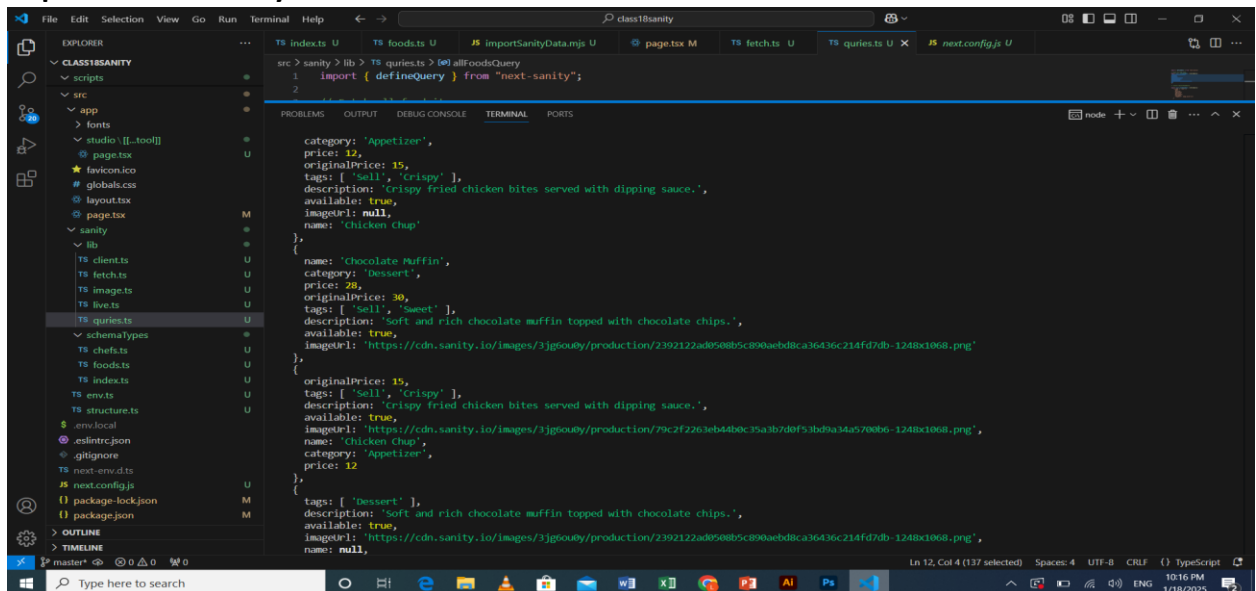 File Edit Selection View Go Run Terminal Help
class18sanity
EXPLORER
CLASS18SANITY
scripts
src
app
fonts
studio \ [[...tool]]
page.tsx U
favicon.ico
globals.css
layout.tsx
page.tsx M
sanity
lib
client.ts U
fetch.ts U
image.ts U
live.ts U
quries.ts U
schemaTypes
chefs.ts U
foods.ts U
index.ts U
env.ts U
structure.ts U
.env.local
.eslintrc.json
.gitignore
next-env.d.ts
next.config.js U
package-lock.json M
package.json M
OUTLINE
TIMELINE
TS index.ts U TS foods.ts U JS importSanityData.mjs U page.tsx M TS fetch.ts U TS quries.ts U JS next.config.js U
src > sanity > lib > TS quries.ts > allFoodsQuery
1 import { defineQuery } from "next-sanity";
2
PROBLEMS OUTPUT DEBUG CONSOLE TERMINAL PORTS
node
category: 'Appetizer',
price: 12,
originalPrice: 15,
tags: [ 'Sell', 'Crispy' ],
description: 'Crispy fried chicken bites served with dipping sauce.',
available: true,
imageUrl: null,
name: 'Chicken Chup'
},
{
name: 'Chocolate Muffin',
category: 'Dessert',
price: 28,
originalPrice: 30,
tags: [ 'Sell', 'Sweet' ],
description: 'Soft and rich chocolate muffin topped with chocolate chips.',
available: true,
imageUrl: 'https://cdn.sanity.io/images/3jg6ou0y/production/2392122ad0508b5c890aebd8ca36436c214fd7db-1248x1068.png'
},
{
originalPrice: 15,
tags: [ 'Sell', 'Crispy' ],
description: 'Crispy fried chicken bites served with dipping sauce.',
available: true,
imageUrl: 'https://cdn.sanity.io/images/3jg6ou0y/production/79c2f2263eb44b0c35a3b7d0f53bd9a34a5700b6-1248x1068.png',
name: 'Chicken Chup',
category: 'Appetizer',
price: 12
},
{
tags: [ 'Dessert' ],
description: 'Soft and rich chocolate muffin topped with chocolate chips.',
available: true,
imageUrl: 'https://cdn.sanity.io/images/3jg6ou0y/production/2392122ad0508b5c890aebd8ca36436c214fd7db-1248x1068.png',
name: null,
master* 0 0 0 Ln 12, Col 4 (137 selected) Spaces: 4 UTF-8 CRLF {} TypeScript
Type here to search
ENG
10:16 PM
1/18/2025